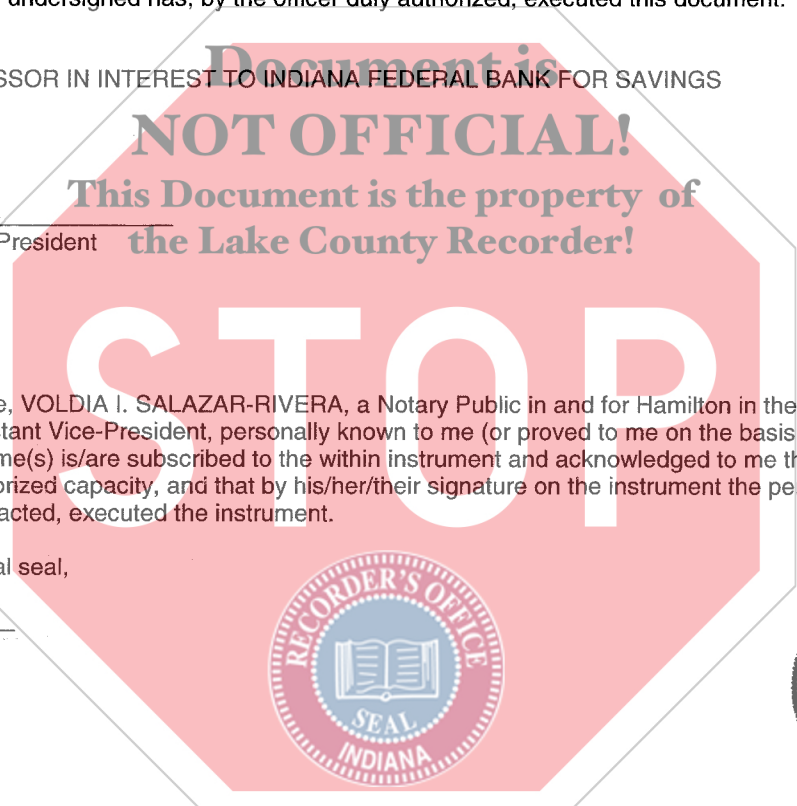 undersigned has, by the officer duly authorized, executed this document.
Document is
SSOR IN INTEREST TO INDIANA FEDERAL BANK FOR SAVINGS
NOT OFFICIAL!
This Document is the property of
President
the Lake County Recorder!
STOP
e, VOLDIA I. SALAZAR-RIVERA, a Notary Public in and for Hamilton in the
stant Vice-President, personally known to me (or proved to me on the basis
me(s) is/are subscribed to the within instrument and acknowledged to me th
orized capacity, and that by his/her/their signature on the instrument the pe
acted, executed the instrument.
al seal,
RECORDER'S OFFICE
SEAL
INDIANA